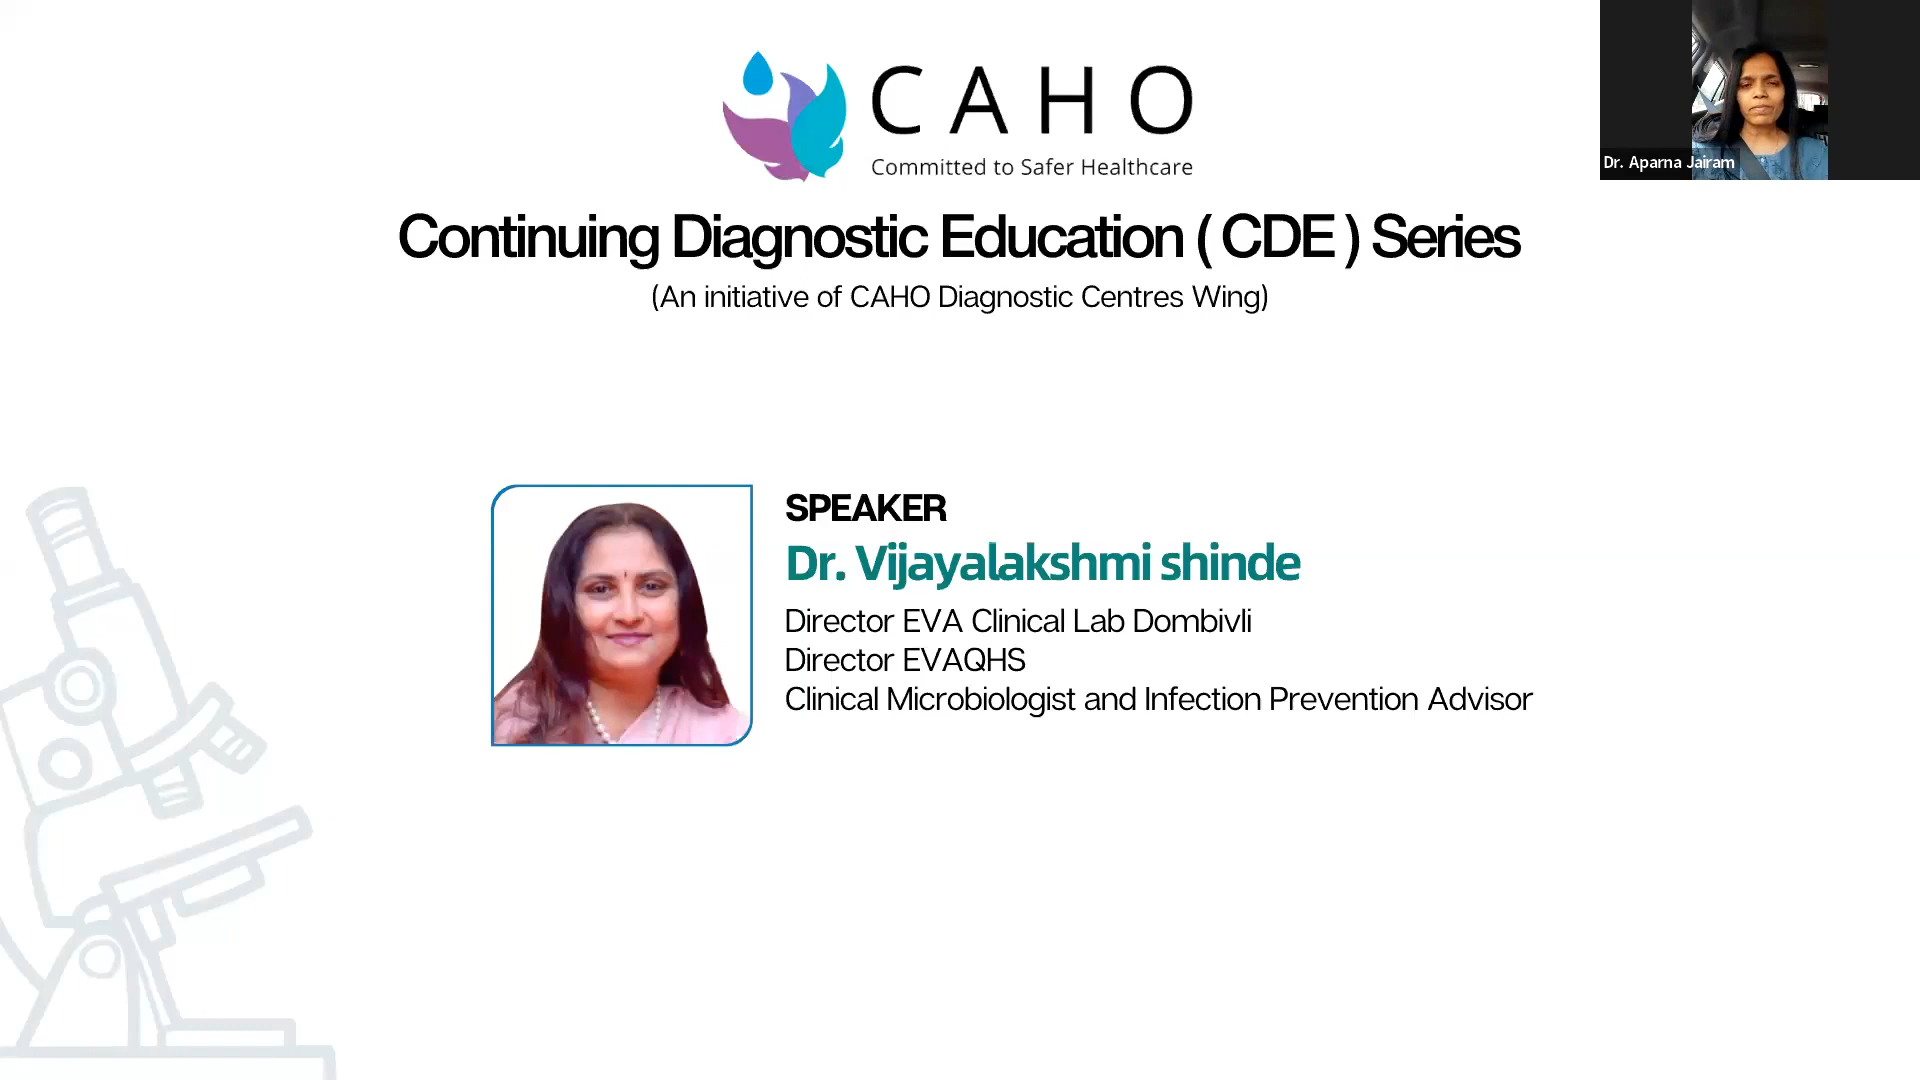 CAHO
Committed to Safer Healthcare
Dr. Aparna Jairam
Continuing Diagnostic Education ( CDE ) Series
(An initiative of CAHO Diagnostic Centres Wing)
SPEAKER
Dr. Vijayalakshmi shinde
Director EVA Clinical Lab Dombivli
Director EVAQHS
Clinical Microbiologist and Infection Prevention Advisor